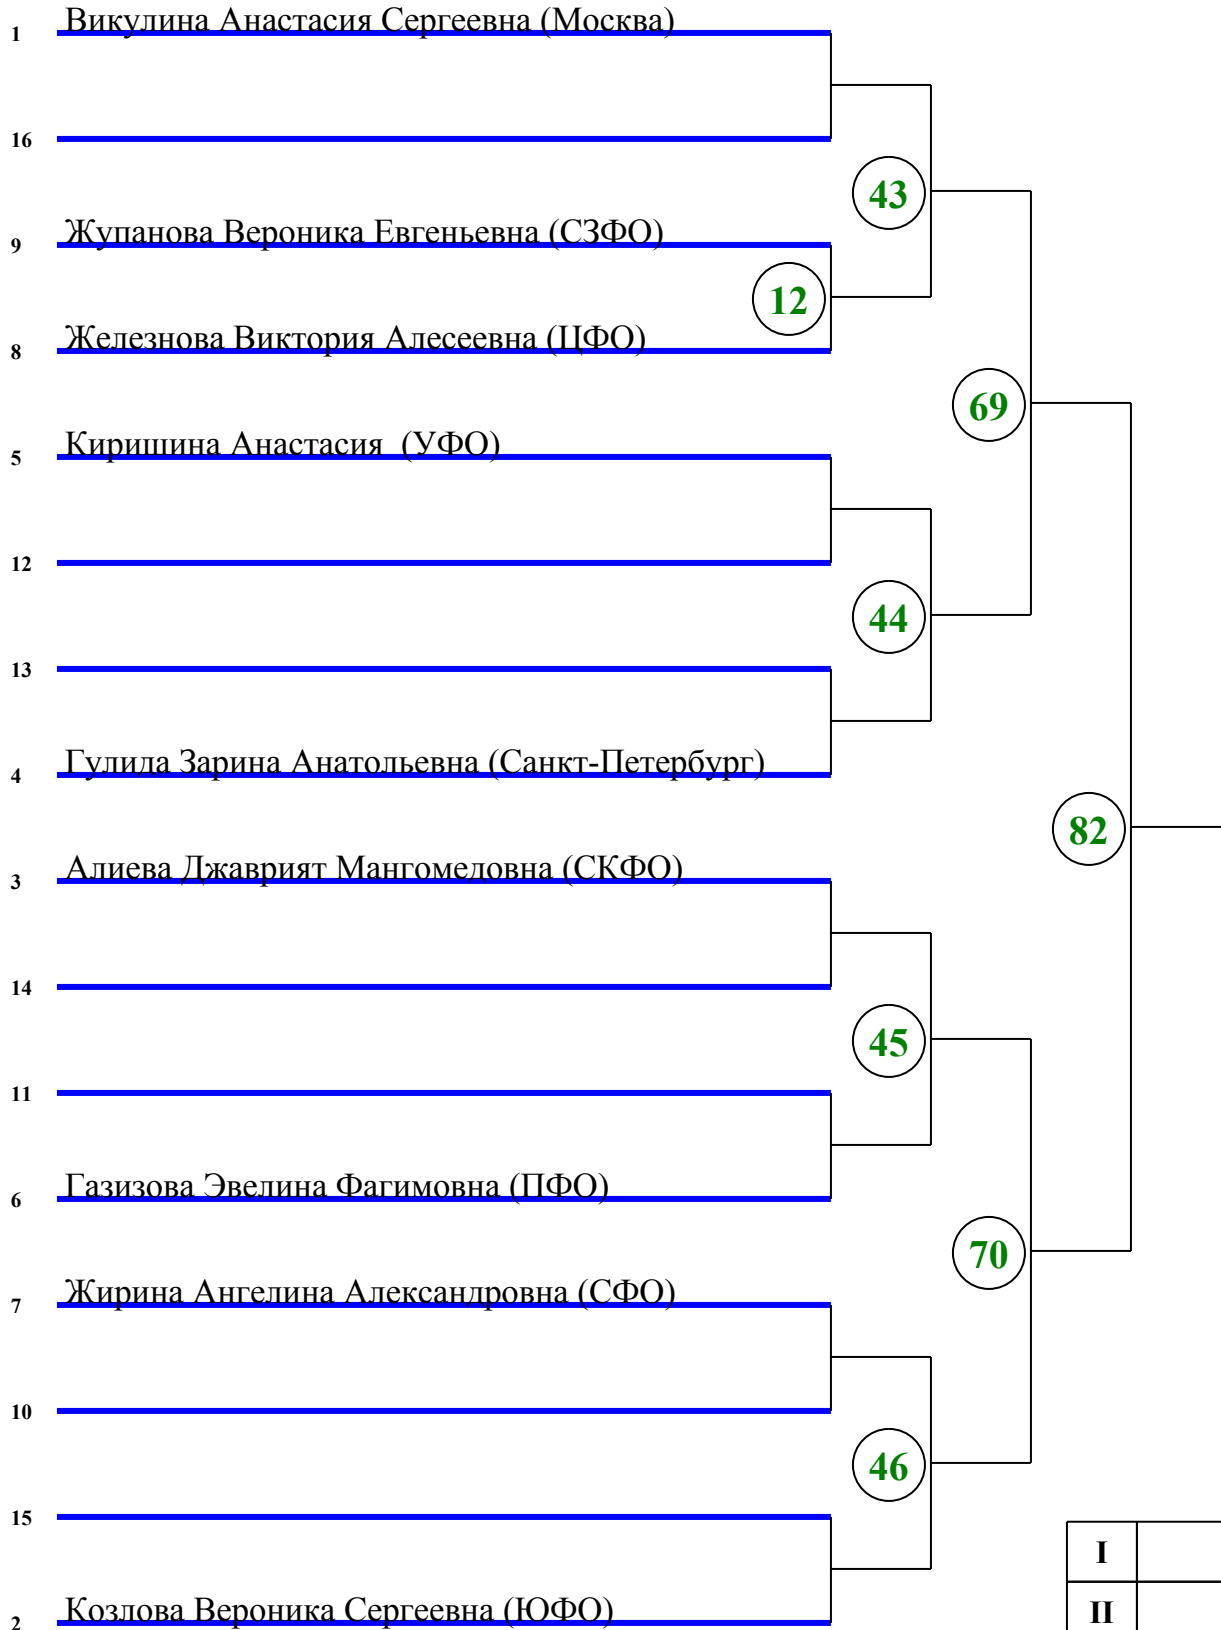 1 Викулина Анастасия Сергеевна (Москва)
16
43
9 Жупанова Вероника Евгеньевна (СЗФО)
12
8 Железнова Виктория Алесеевна (ЦФО)
69
5 Киришина Анастасия (УФО)
12
44
13
4 Гулида Зарина Анатольевна (Санкт-Петербург)
82
3 Алиева Джаврият Мангомедовна (СКФО)
14
45
11
6 Газизова Эвелина Фагимовна (ПФО)
70
7 Жирина Ангелина Александровна (СФО)
10
46
15
I
2 Козлова Вероника Сергеевна (ЮФО)
II